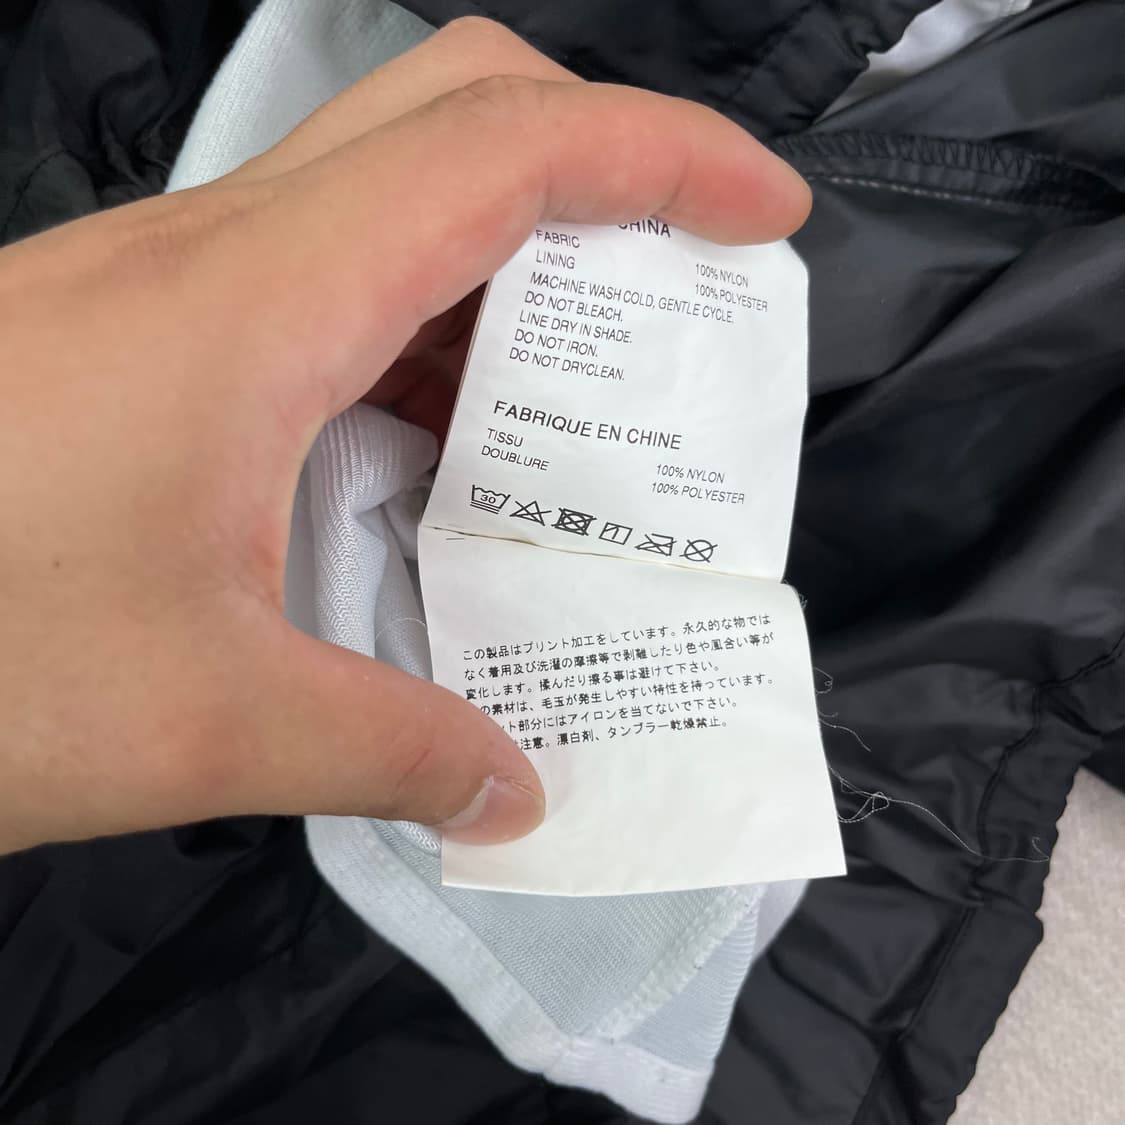 CHINA
FABRIC 100% NYLON
LINING 100% POLYESTER
MACHINE WASH COLD, GENTLE CYCLE.
DO NOT BLEACH.
LINE DRY IN SHADE.
DO NOT IRON.
DO NOT DRYCLEAN.
FABRIQUE EN CHINE
TISSU 100% NYLON
DOUBLURE 100% POLYESTER
30
この製品はプリント加工をしています。永久的な物では
なく着用及び洗濯の摩擦等で剥離したり色や風合い等が
変化します。揉んだり擦る事は避けて下さい。
の素材は、毛玉が発生しやすい特性を持っています。
ント部分にはアイロンを当てないで下さい。
注意。漂白剤、タンブラー乾燥禁止。